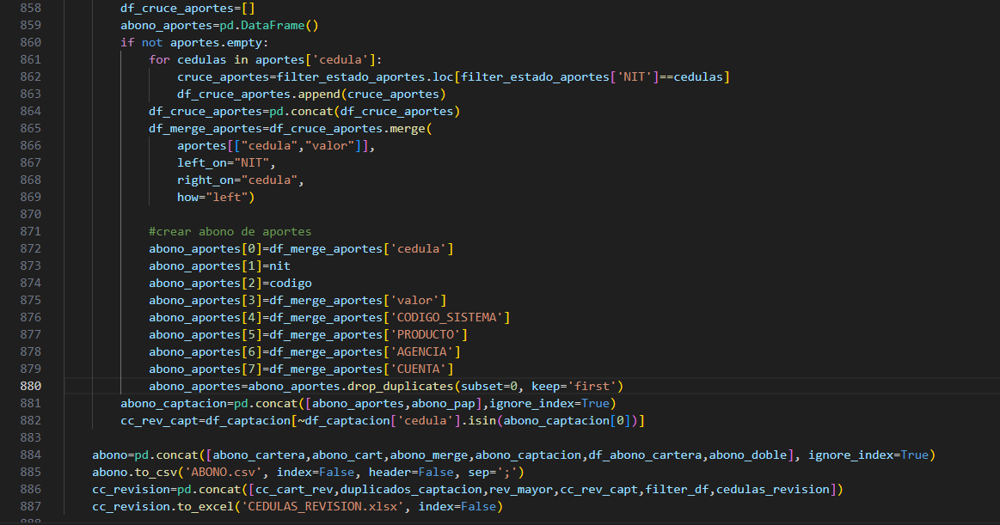 858 df_cruce_aportes=[]
859 abono_aportes=pd.DataFrame()
860 if not aportes.empty:
861 for cedulas in aportes['cedula']:
862 cruce_aportes=filter_estado_aportes.loc[filter_estado_aportes['NIT']==cedulas]
863 df_cruce_aportes.append(cruce_aportes)
864 df_cruce_aportes=pd.concat(df_cruce_aportes)
865 df_merge_aportes=df_cruce_aportes.merge(
866 aportes[["cedula","valor"]],
867 left_on="NIT",
868 right_on="cedula",
869 how="left")
870
871 #crear abono de aportes
872 abono_aportes[0]=df_merge_aportes['cedula']
873 abono_aportes[1]=nit
874 abono_aportes[2]=codigo
875 abono_aportes[3]=df_merge_aportes['valor']
876 abono_aportes[4]=df_merge_aportes['CODIGO_SISTEMA']
877 abono_aportes[5]=df_merge_aportes['PRODUCTO']
878 abono_aportes[6]=df_merge_aportes['AGENCIA']
879 abono_aportes[7]=df_merge_aportes['CUENTA']
880 abono_aportes=abono_aportes.drop_duplicates(subset=0, keep='first')
881 abono_captacion=pd.concat([abono_aportes,abono_pap],ignore_index=True)
882 cc_rev_capt=df_captacion[~df_captacion['cedula'].isin(abono_captacion[0])]
883
884 abono=pd.concat([abono_cartera,abono_cart,abono_merge,abono_captacion,df_abono_cartera,abono_doble], ignore_index=True)
885 abono.to_csv('ABONO.csv', index=False, header=False, sep=';')
886 cc_revision=pd.concat([cc_cart_rev,duplicados_captacion,rev_mayor,cc_rev_capt,filter_df,cedulas_revision])
887 cc_revision.to_excel('CEDULAS_REVISION.xlsx', index=False)
888